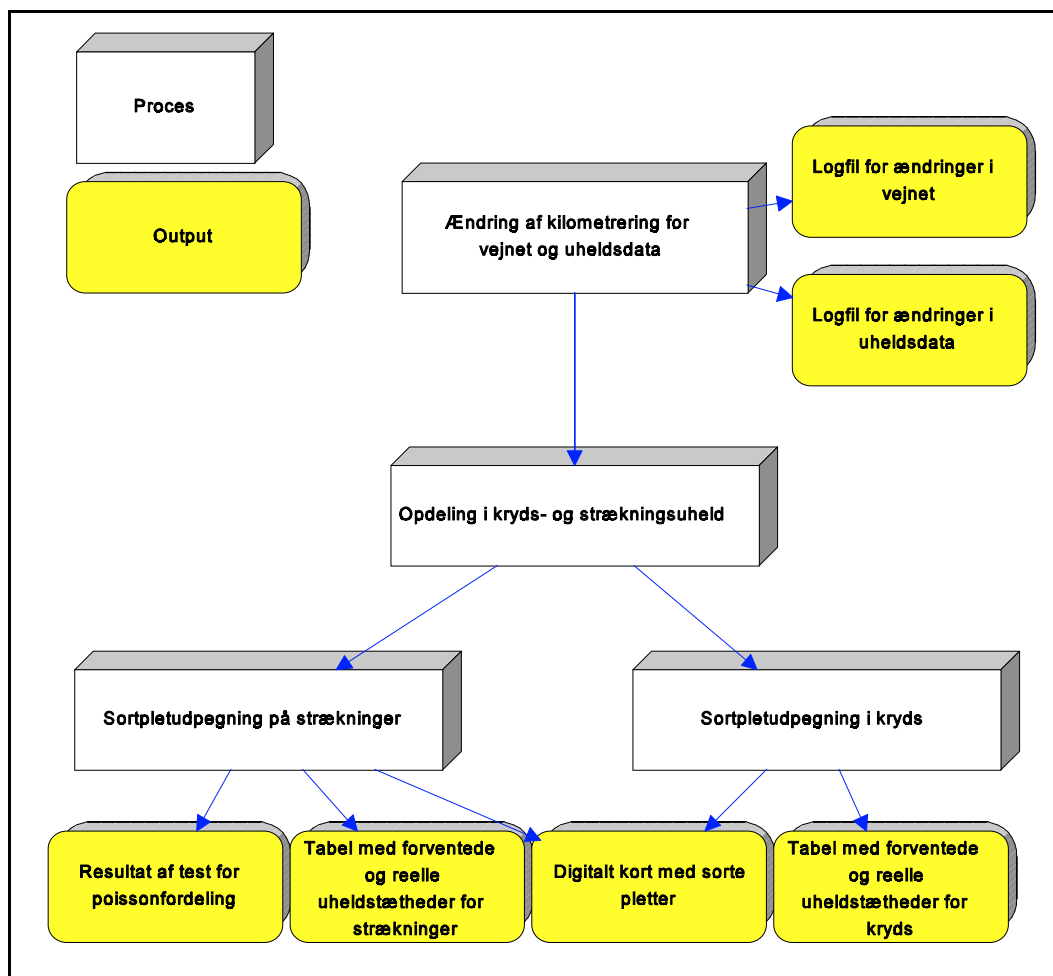 Proces
Output
Ændring af kilometrering for
vejnet og uheldsdata
Logfil for ændringer i
vejnet
Logfil for ændringer i
uheldsdata
Opdeling i kryds- og strækningsuheld
Sortpletudpegning på strækninger
Sortpletudpegning i kryds
Resultat af test for
poissonfordeling
Tabel med forventede
og reelle
uheldstætheder for
strækninger
Digitalt kort med sorte
pletter
Tabel med forventede
og reelle
uheldstætheder for
kryds